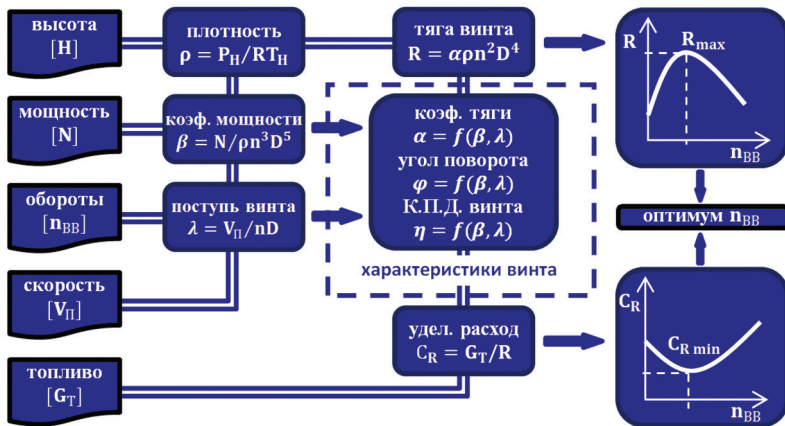 высота
[H]
плотность
ρ = P_H/RT_H
тяга винта
R = αρn²D⁴
R
R_max
n_BB
мощность
[N]
коэф. мощности
β = N/ρn³D⁵
коэф. тяги
α = f(β, λ)
угол поворота
φ = f(β, λ)
К.П.Д. винта
η = f(β, λ)
характеристики винта
обороты
[n_BB]
поступь винта
λ = V_П/nD
оптимум n_BB
скорость
[V_П]
удел. расход
C_R = G_T/R
C_R
C_R min
n_BB
топливо
[G_T]